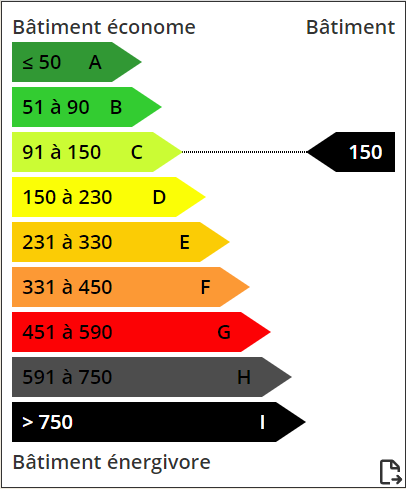 Bâtiment économe Bâtiment
≤ 50 A
51 à 90 B
91 à 150 C 150
150 à 230 D
231 à 330 E
331 à 450 F
451 à 590 G
591 à 750 H
> 750 I
Bâtiment énergivore